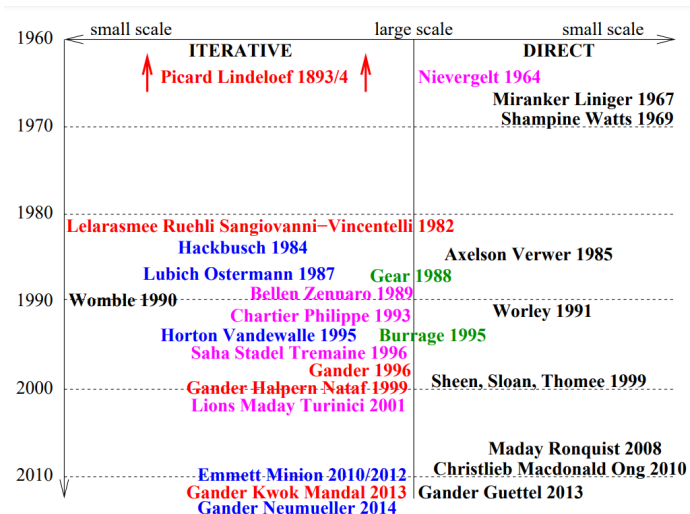 1960
small scale
large scale
small scale
ITERATIVE
DIRECT
Picard Lindeloef 1893/4
Nievergelt 1964
Miranker Liniger 1967
Shampine Watts 1969
1970
1980
Lelarasmee Ruehli Sangiovanni−Vincentelli 1982
Hackbusch 1984
Axelson Verwer 1985
Lubich Ostermann 1987
Gear 1988
Bellen Zennaro 1989
1990
Womble 1990
Worley 1991
Chartier Philippe 1993
Horton Vandewalle 1995
Burrage 1995
Saha Stadel Tremaine 1996
Gander 1996
Sheen, Sloan, Thomee 1999
2000
Gander Halpern Nataf 1999
Lions Maday Turinici 2001
Maday Ronquist 2008
Christlieb Macdonald Ong 2010
2010
Emmett Minion 2010/2012
Gander Kwok Mandal 2013
Gander Guettel 2013
Gander Neumueller 2014